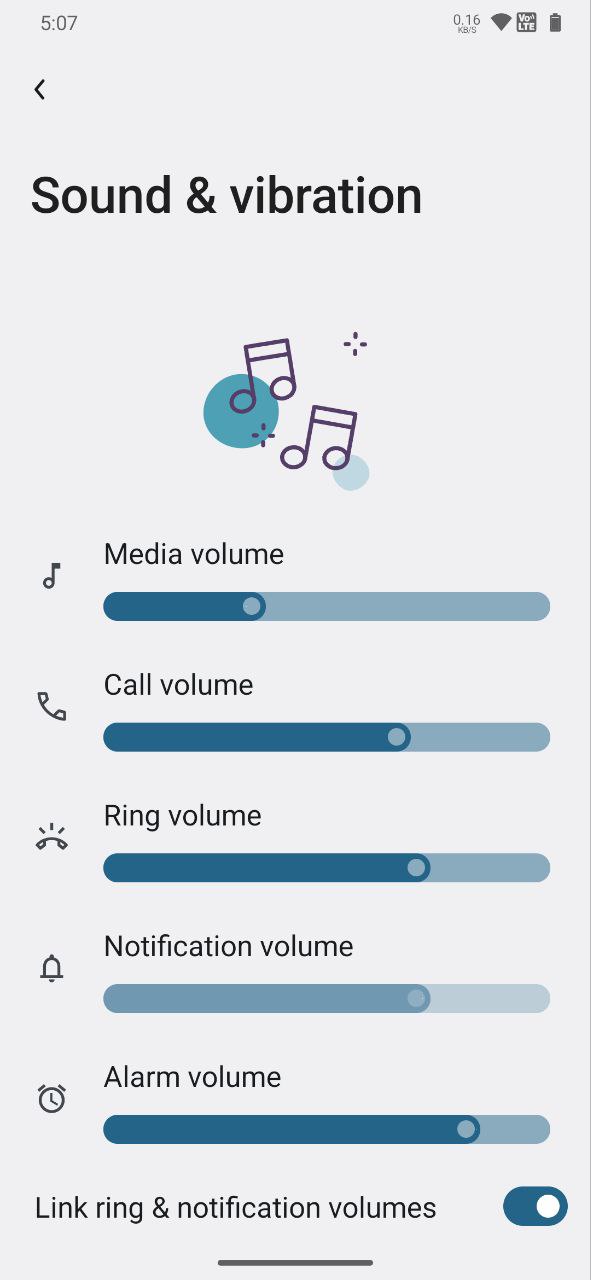 5:07
0.16
KB/S
Vo))
LTE
Sound & vibration
Media volume
Call volume
Ring volume
Notification volume
Alarm volume
Link ring & notification volumes